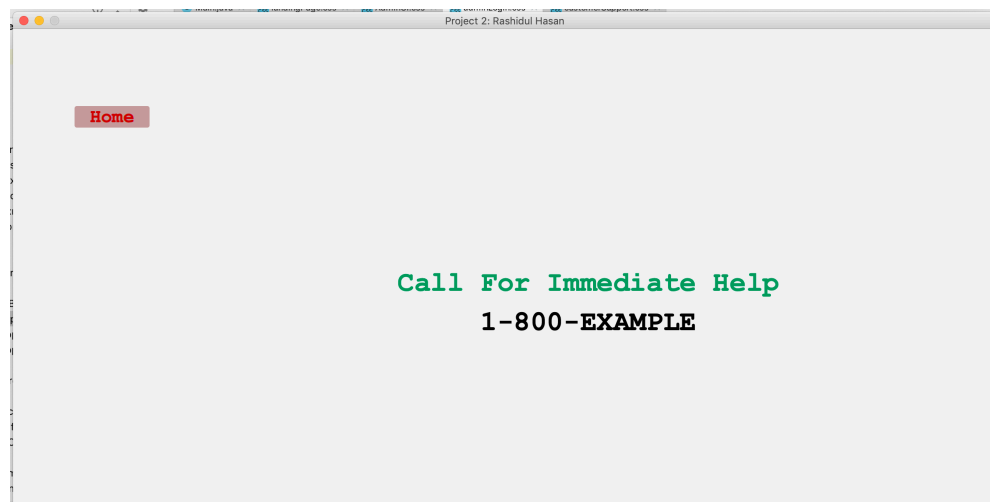 Project 2: Rashidul Hasan
Home
Call For Immediate Help
1-800-EXAMPLE